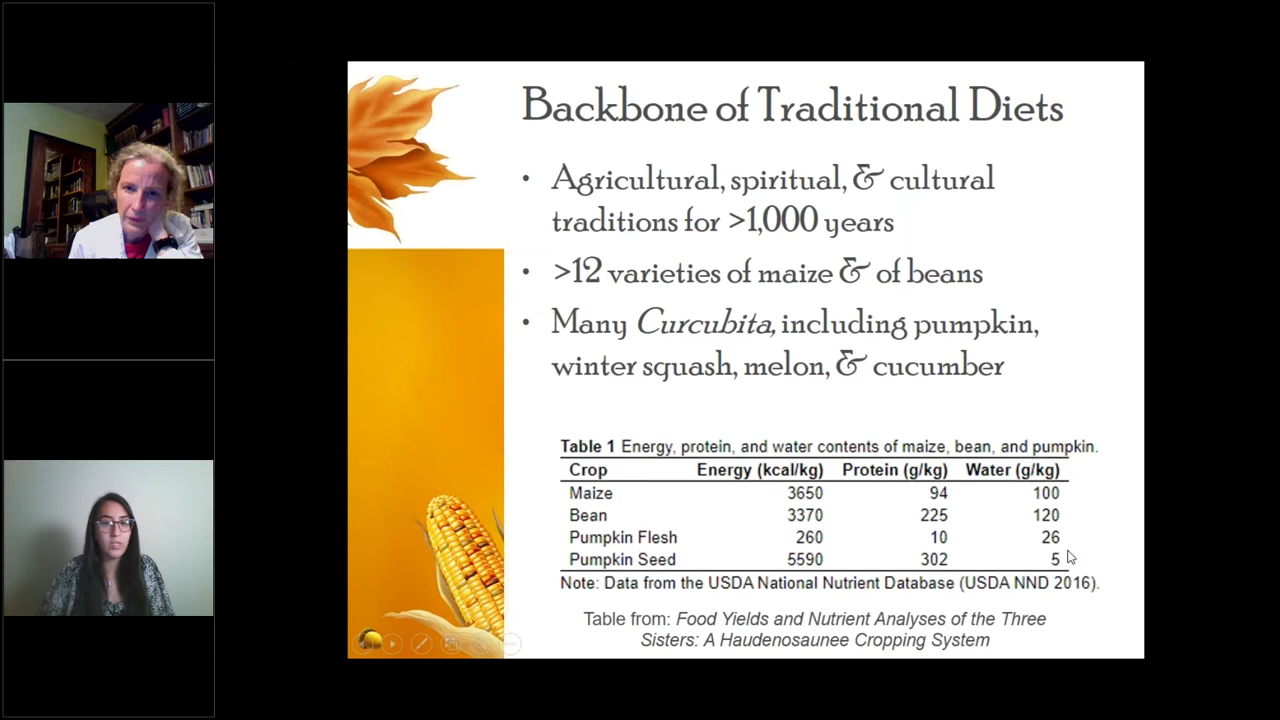 Backbone of Traditional Diets
• Agricultural, spiritual, & cultural
traditions for >1,000 years
• >12 varieties of maize & of beans
• Many Curcubita, including pumpkin,
winter squash, melon, & cucumber
Table 1 Energy, protein, and water contents of maize, bean, and pumpkin.
Crop Energy (kcal/kg) Protein (g/kg) Water (g/kg)
Maize 3650 94 100
Bean 3370 225 120
Pumpkin Flesh 260 10 26
Pumpkin Seed 5590 302 5
Note: Data from the USDA National Nutrient Database (USDA NND 2016).
Table from: Food Yields and Nutrient Analyses of the Three
Sisters: A Haudenosaunee Cropping System